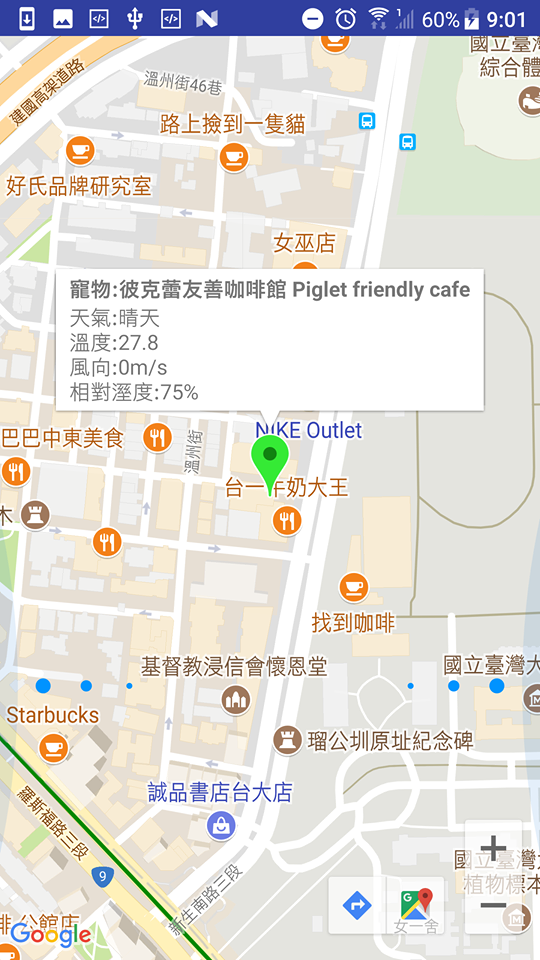 60% 9:01
國立臺灣
綜合體
建國高架道路
溫州街46巷
路上撿到一隻貓
好氏品牌研究室
女巫店
寵物:彼克蕾友善咖啡館 Piglet friendly cafe
天氣:晴天
溫度:27.8
風向:0m/s
相對溼度:75%
NIKE Outlet
巴巴中東美食
溫州街
台一牛奶大王
木
找到咖啡
基督教浸信會懷恩堂
國立臺灣大
Starbucks
瑠公圳原址紀念碑
誠品書店台大店
羅斯福路三段
9
新生南路三段
+
國立臺灣大
植物標本
−
女一舍
啡 公館店
Google